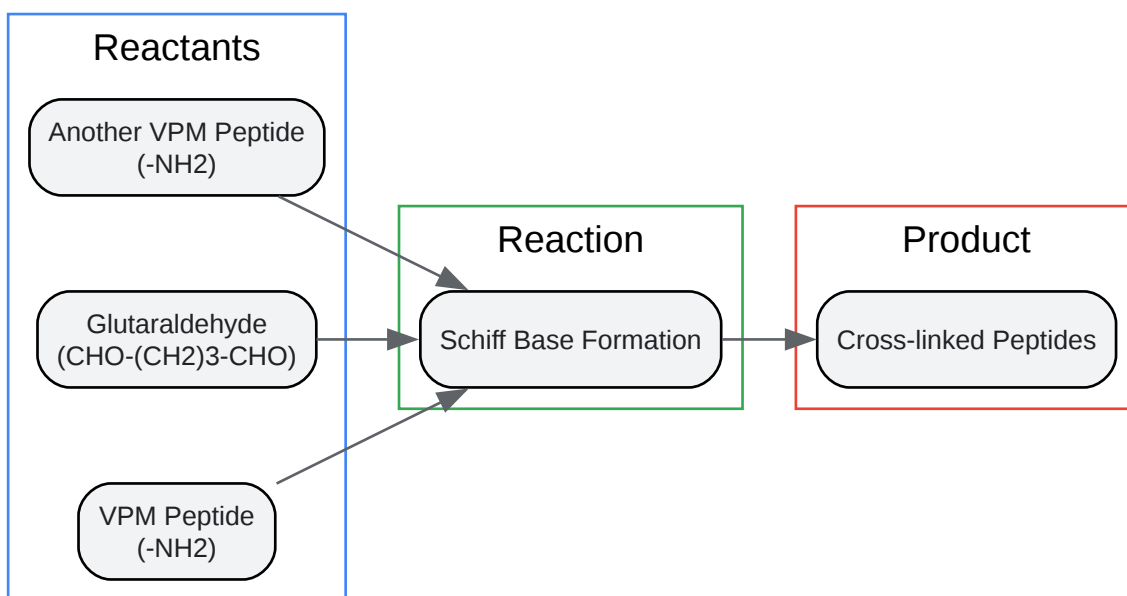 Reactants
Another VPM Peptide
(-NH2)
Glutaraldehyde
(CHO-(CH2)3-CHO)
VPM Peptide
(-NH2)
Reaction
Schiff Base Formation
Product
Cross-linked Peptides